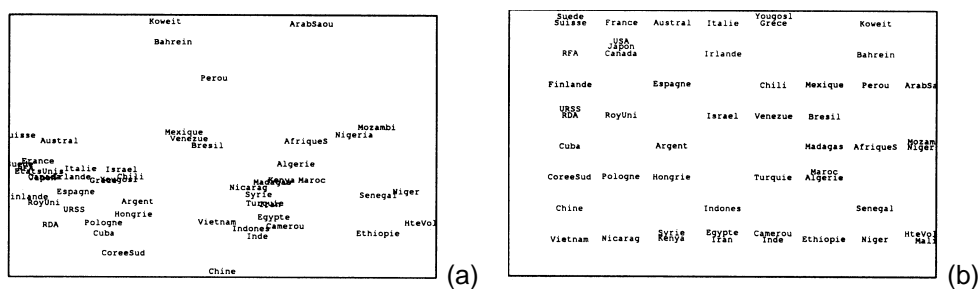 Koweit ArabSaou
Bahrein
Perou
Mozambi
Mexique Nigeria
uisse Austral Venezue AfriqueS
Bresil
France
Algerie
EtatsUnis Italie Israel
Chili Kenya Maroc
Madagas
Nicarag
Espagne Syrie Senegal Niger
inlande
RoyUni Argent Turquie
URSS Hongrie
Egypte
RDA Pologne Vietnam Camerou HteVol
Cuba Indones Ethiopie
Inde
CoreeSud
Chine
(a)
Suede Yougosl
Suisse France Austral Italie Grece Koweit
USA
Japon
RFA Canada Irlande Bahrein
Finlande Espagne Chili Mexique Perou ArabSa
URSS
RDA RoyUni Israel Venezue Bresil
Mozam
Cuba Argent Madagas AfriqueS Niger
Maroc
CoreeSud Pologne Hongrie Turquie Algerie
Chine Indones Senegal
Syrie Egypte Camerou HteVol
Vietnam Nicarag Kenya Iran Inde Ethiopie Niger Mali
(b)